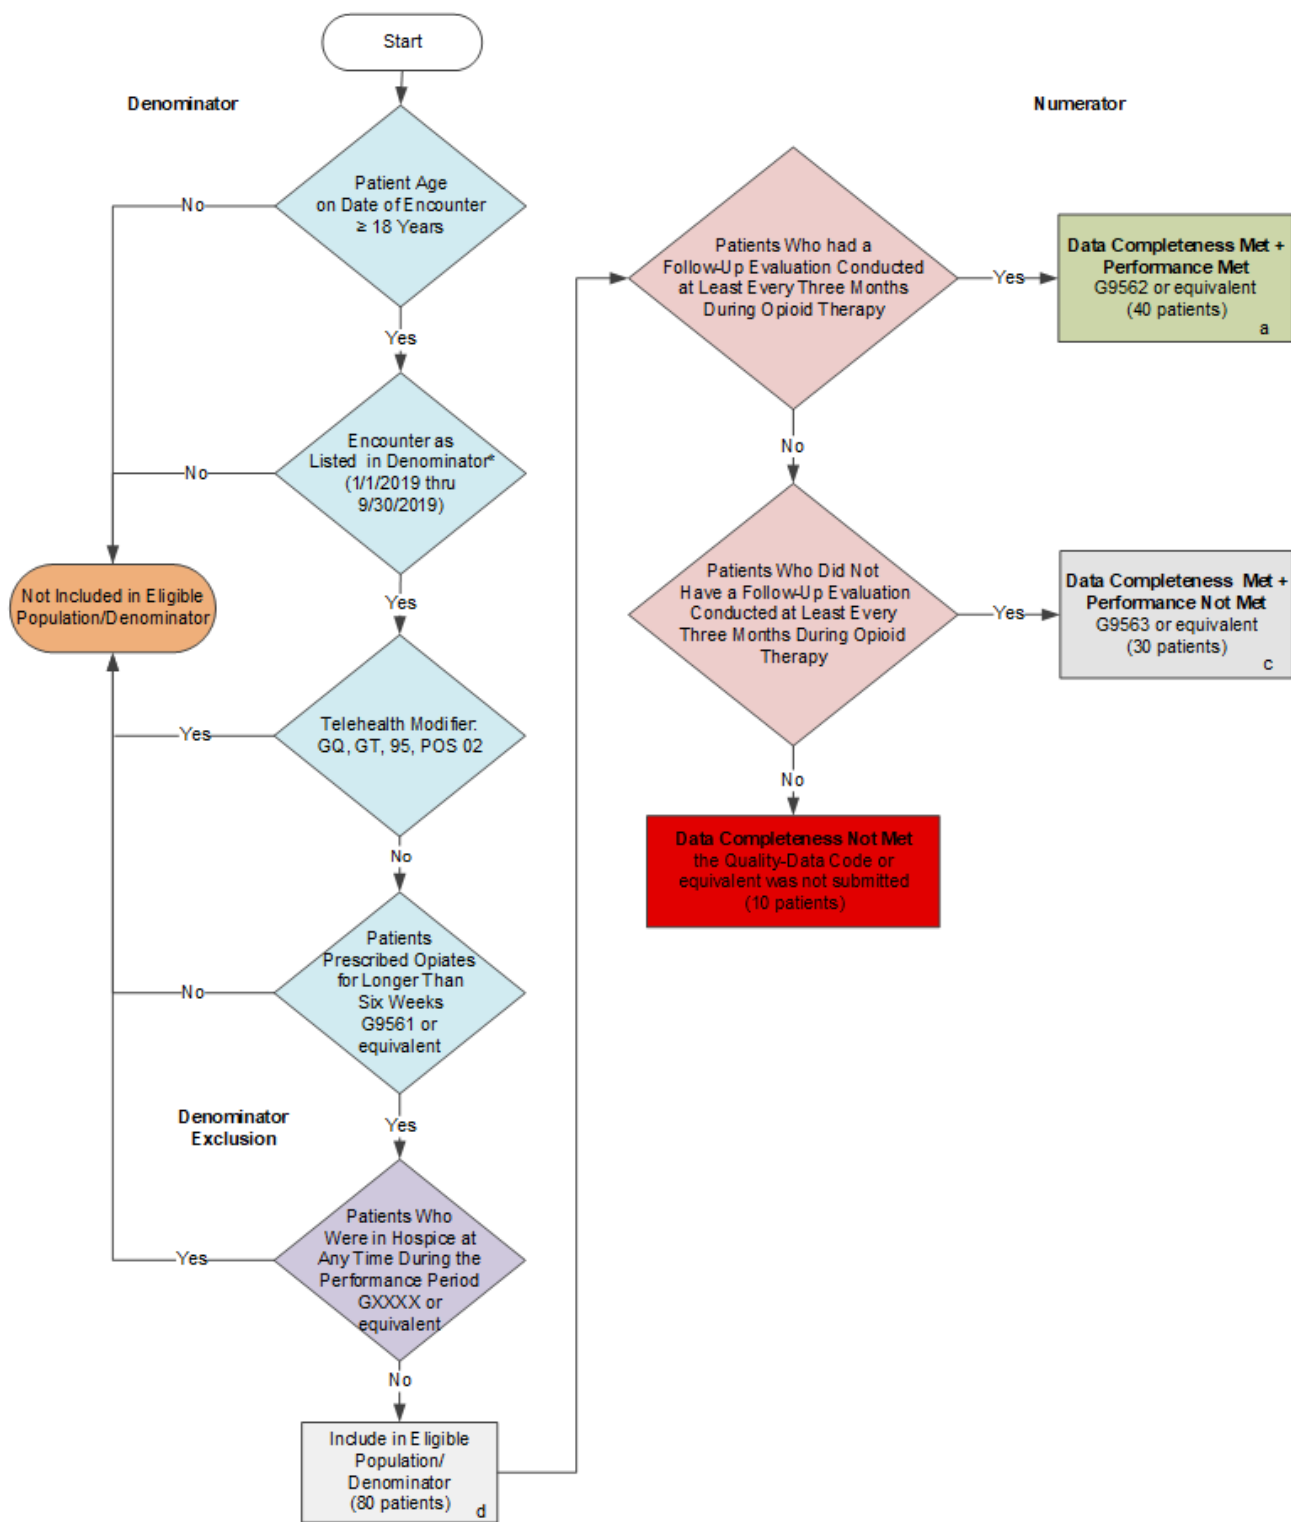 Start
Denominator
Patient Age
on Date of Encounter
≥ 18 Years
No
Yes
Encounter as
Listed in Denominator*
(1/1/2019 thru
9/30/2019)
No
Yes
Not Included in Eligible
Population/Denominator
Telehealth Modifier:
GQ, GT, 95, POS 02
Yes
No
Patients
Prescribed Opiates
for Longer Than
Six Weeks
G9561 or
equivalent
No
Yes
Denominator
Exclusion
Patients Who
Were in Hospice at
Any Time During the
Performance Period
GXXXX or
equivalent
Yes
No
Include in Eligible
Population/
Denominator
(80 patients)
d
Numerator
Patients Who had a
Follow-Up Evaluation Conducted
at Least Every Three Months
During Opioid Therapy
Yes
Data Completeness Met +
Performance Met
G9562 or equivalent
(40 patients)
a
No
Patients Who Did Not
Have a Follow-Up Evaluation
Conducted at Least Every
Three Months During Opioid
Therapy
Yes
Data Completeness Met +
Performance Not Met
G9563 or equivalent
(30 patients)
c
No
Data Completeness Not Met
the Quality-Data Code or
equivalent was not submitted
(10 patients)